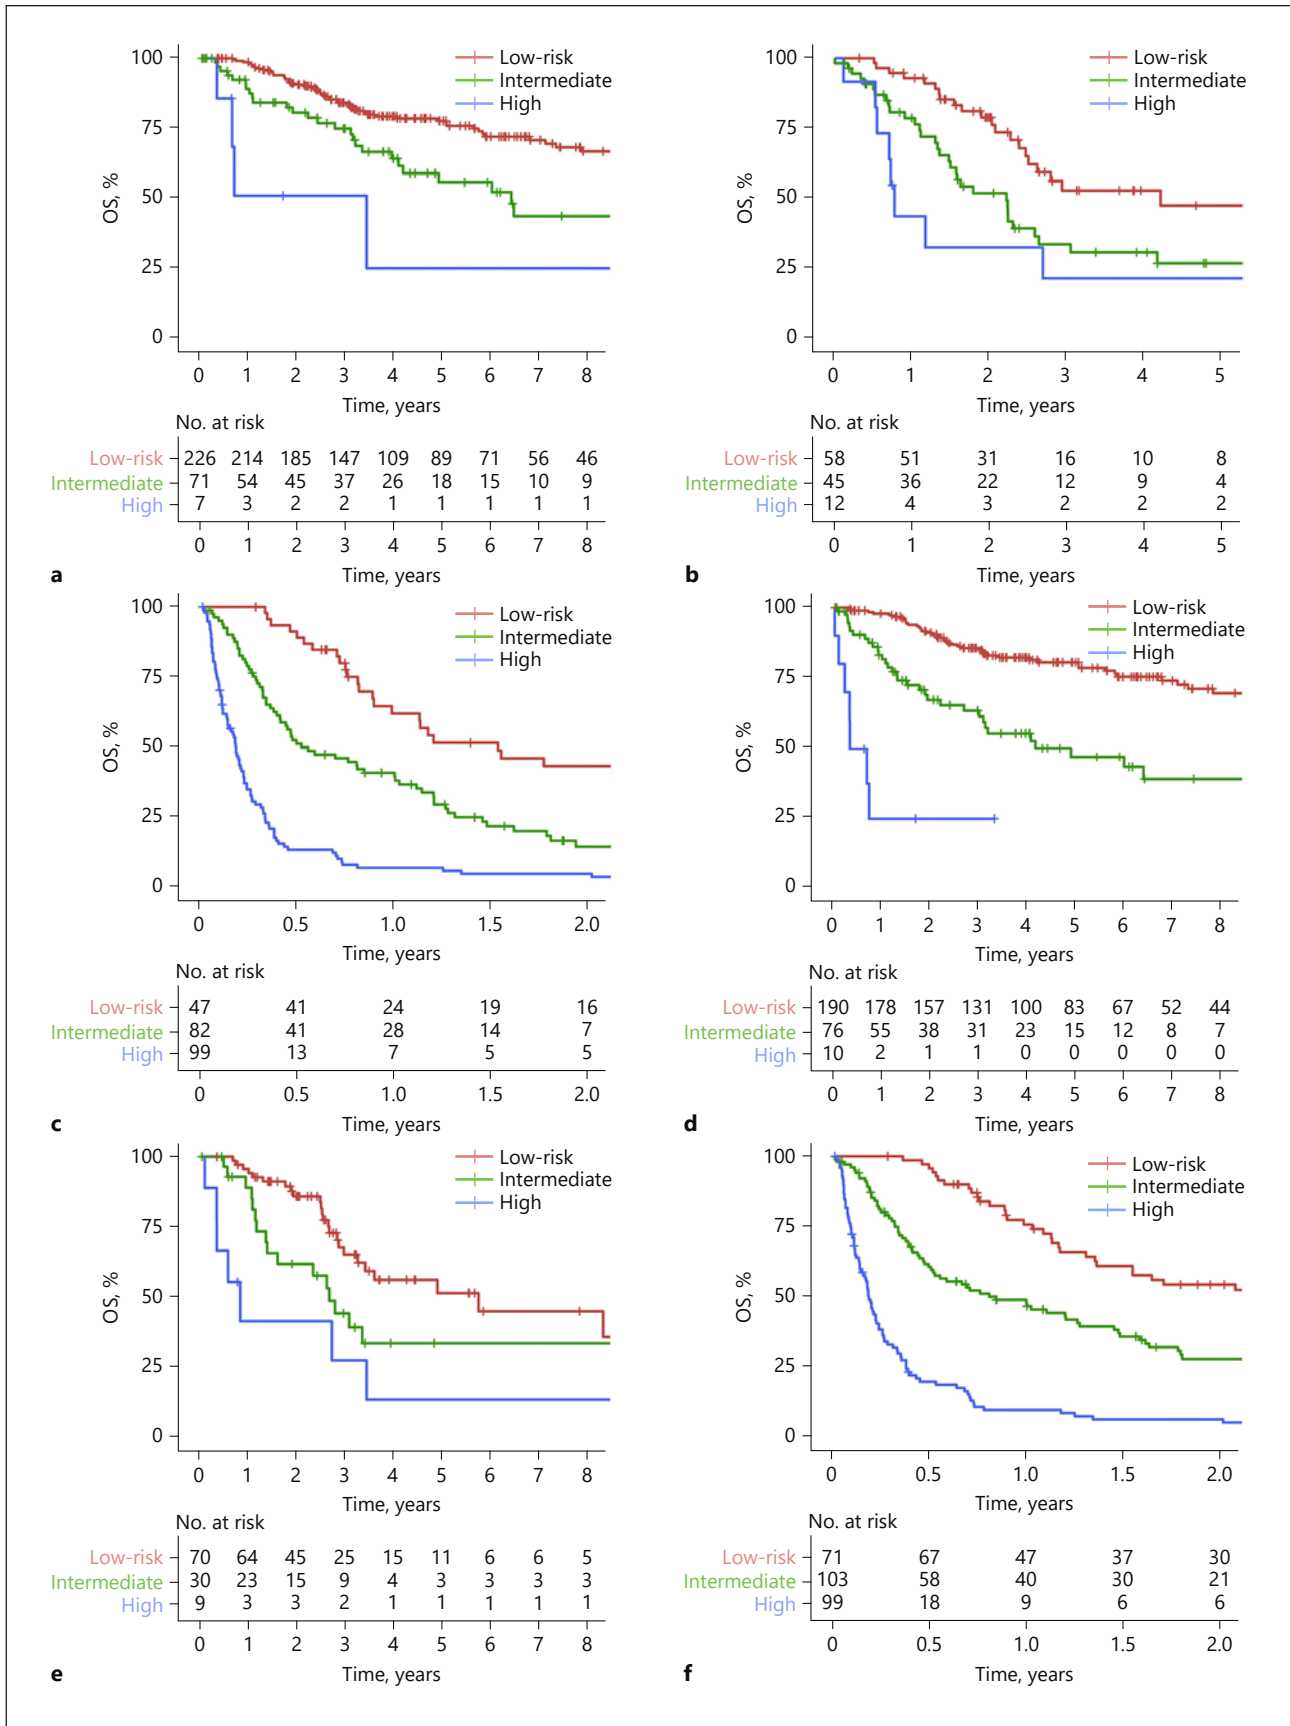 100
75
50
25
0
OS, %
Low-risk
Intermediate
High
0 1 2 3 4 5 6 7 8
Time, years
No. at risk
Low-risk 226 214 185 147 109 89 71 56 46
Intermediate 71 54 45 37 26 18 15 10 9
High 7 3 2 2 1 1 1 1 1
0 1 2 3 4 5 6 7 8
Time, years
a
100
75
50
25
0
OS, %
Low-risk
Intermediate
High
0 1 2 3 4 5
Time, years
No. at risk
Low-risk 58 51 31 16 10 8
Intermediate 45 36 22 12 9 4
High 12 4 3 2 2 2
0 1 2 3 4 5
Time, years
b
100
75
50
25
0
OS, %
Low-risk
Intermediate
High
0 0.5 1.0 1.5 2.0
Time, years
No. at risk
Low-risk 47 41 24 19 16
Intermediate 82 41 28 14 7
High 99 13 7 5 5
0 0.5 1.0 1.5 2.0
Time, years
c
100
75
50
25
0
OS, %
Low-risk
Intermediate
High
0 1 2 3 4 5 6 7 8
Time, years
No. at risk
Low-risk 190 178 157 131 100 83 67 52 44
Intermediate 76 55 38 31 23 15 12 8 7
High 10 2 1 1 0 0 0 0 0
0 1 2 3 4 5 6 7 8
Time, years
d
100
75
50
25
0
OS, %
Low-risk
Intermediate
High
0 1 2 3 4 5 6 7 8
Time, years
No. at risk
Low-risk 70 64 45 25 15 11 6 6 5
Intermediate 30 23 15 9 4 3 3 3 3
High 9 3 3 2 1 1 1 1 1
0 1 2 3 4 5 6 7 8
Time, years
e
100
75
50
25
0
OS, %
Low-risk
Intermediate
High
0 0.5 1.0 1.5 2.0
Time, years
No. at risk
Low-risk 71 67 47 37 30
Intermediate 103 58 40 30 21
High 99 18 9 6 6
0 0.5 1.0 1.5 2.0
Time, years
f